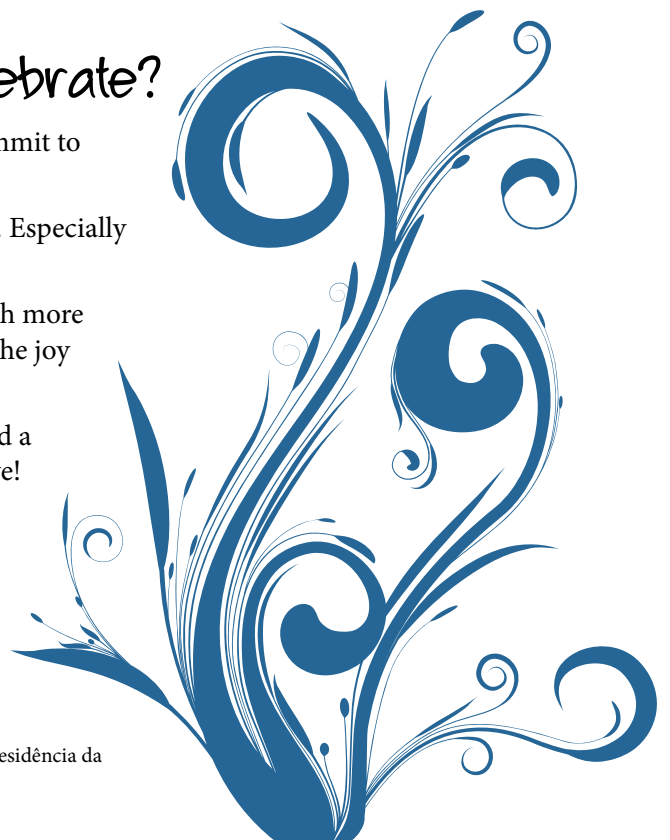 ebrate?
mmit to
. Especially
h more
he joy
d a
e!
esidência da